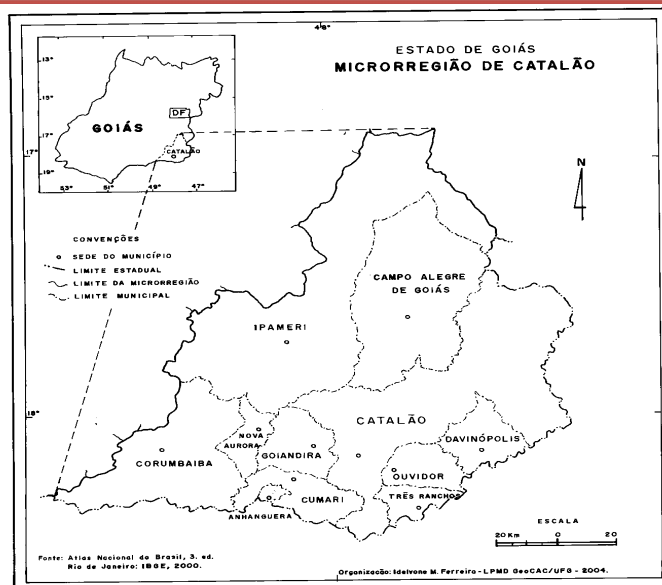 48°
ESTADO DE GOIÁS
MICRORREGIÃO DE CATALÃO
13°
15°
DF
GOIÁS
17°
CATALÃO
19°
53°
51°
49°
47°
17°
N
CONVENÇÕES
SEDE DO MUNICÍPIO
LIMITE ESTADUAL
LIMITE DA MICRORREGIÃO
LIMITE MUNICIPAL
CAMPO ALEGRE
DE GOIÁS
IPAMERI
18°
CATALÃO
NOVA
AURORA
GOIANDIRA
DAVINÓPOLIS
CORUMBAIBA
OUVIDOR
CUMARI
TRÊS RANCHOS
ANHANGUERA
ESCALA
20 Km 0 20
Fonte: Atlas Nacional do Brasil, 3. ed.
Rio de Janeiro: IBGE, 2000.
Organização: Idelvone M. Ferreira - LPMD GeoCAC/UFG - 2004.